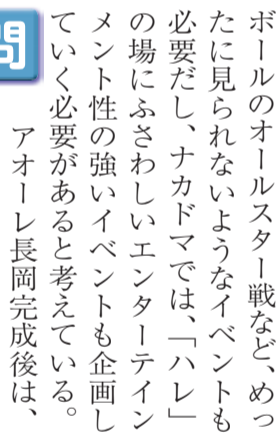 ボールのオールスター戦など、めっ
たに見られないようなイベントも
必要だし、ナカドマでは、「ハレ」
の場にふさわしいエンターテイン
メント性の強いイベントも企画し
ていく必要があると考えている。
問
アオーレ長岡完成後は、